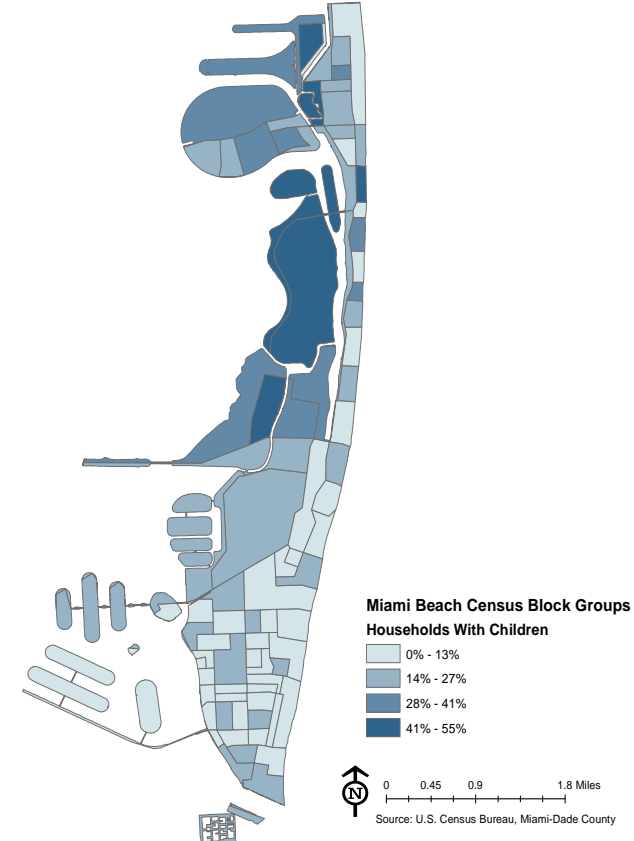 Miami Beach Census Block Groups
Households With Children
0% - 13%
14% - 27%
28% - 41%
41% - 55%
N
0 0.45 0.9 1.8 Miles
Source: U.S. Census Bureau, Miami-Dade County